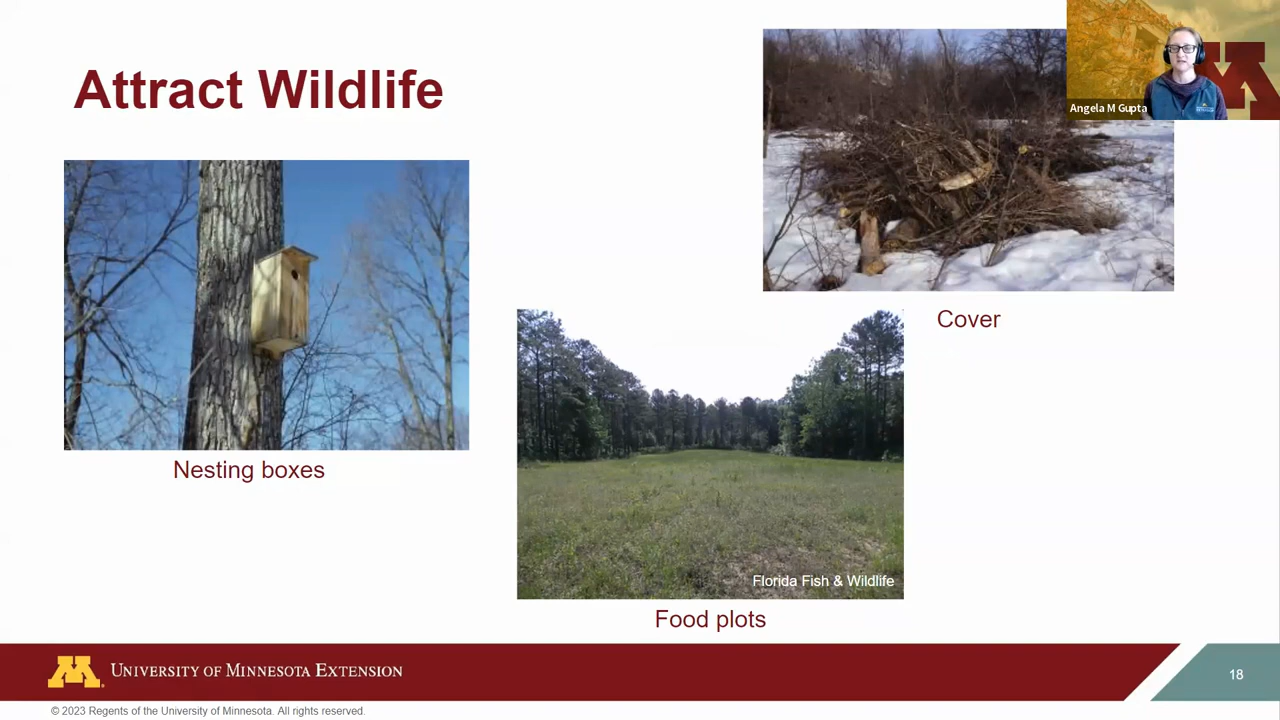 Attract Wildlife
Angela M Gupta
Nesting boxes
Cover
Florida Fish & Wildlife
Food plots
University of Minnesota Extension
18
© 2023 Regents of the University of Minnesota. All rights reserved.